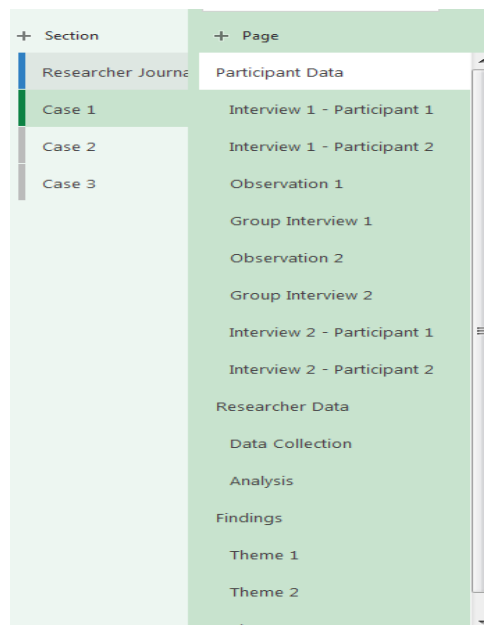 + Section
Researcher Journa
Case 1
Case 2
Case 3
+ Page
Participant Data
Interview 1 - Participant 1
Interview 1 - Participant 2
Observation 1
Group Interview 1
Observation 2
Group Interview 2
Interview 2 - Participant 1
Interview 2 - Participant 2
Researcher Data
Data Collection
Analysis
Findings
Theme 1
Theme 2